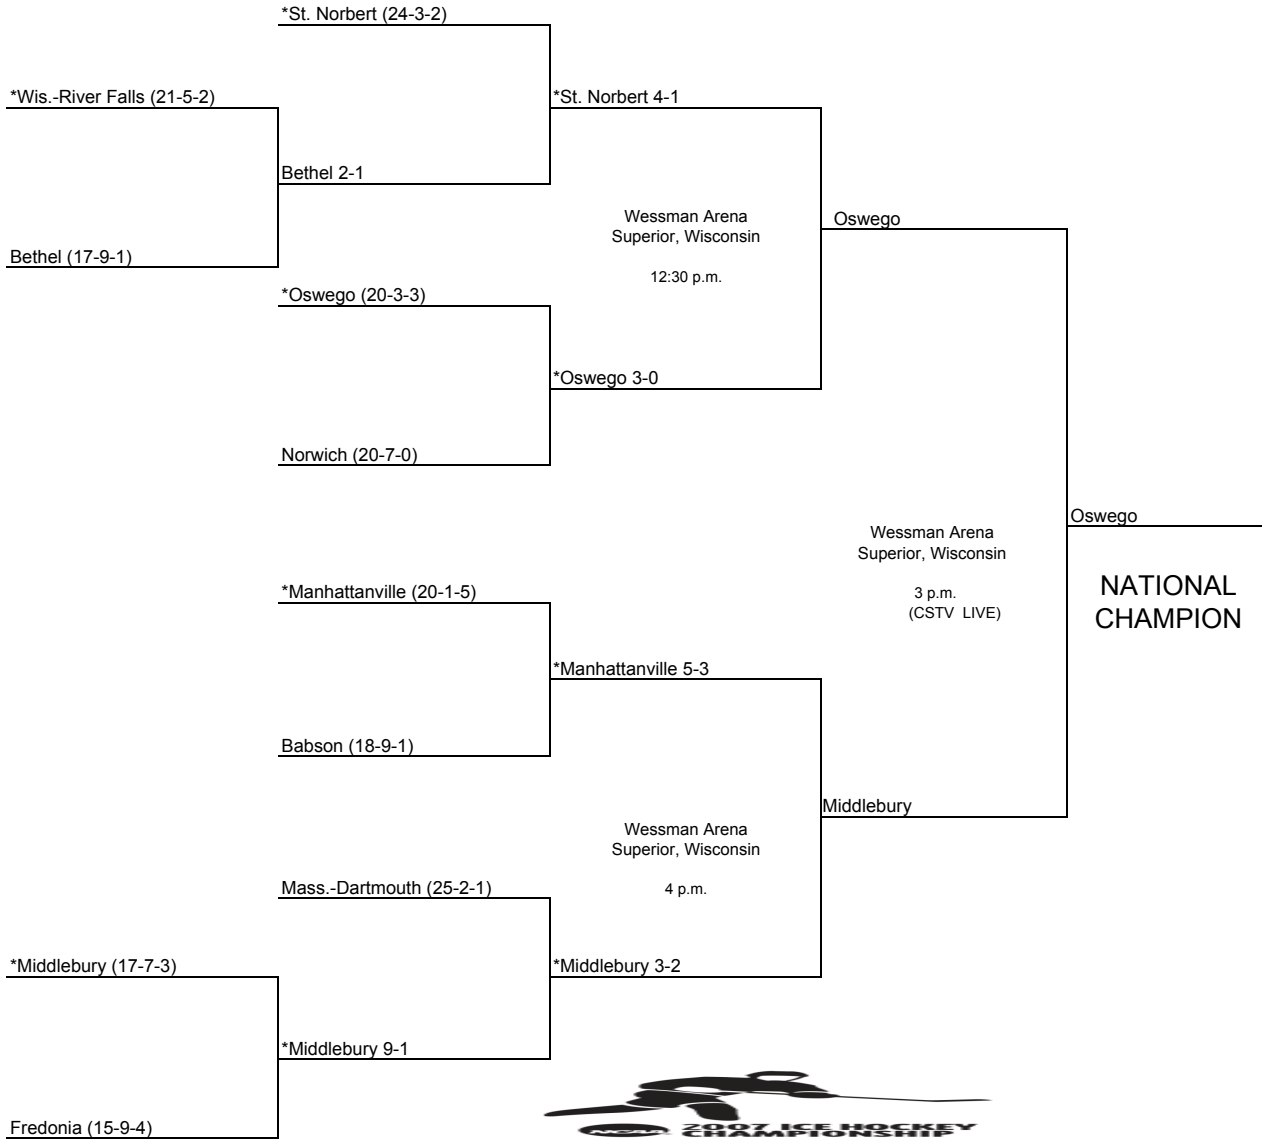 *St. Norbert (24-3-2)
*Wis.-River Falls (21-5-2)
*St. Norbert 4-1
Bethel 2-1
Wessman Arena
Superior, Wisconsin
12:30 p.m.
Oswego
Bethel (17-9-1)
*Oswego (20-3-3)
*Oswego 3-0
Norwich (20-7-0)
Oswego
Wessman Arena
Superior, Wisconsin
3 p.m.
(CSTV LIVE)
NATIONAL
CHAMPION
*Manhattanville (20-1-5)
*Manhattanville 5-3
Babson (18-9-1)
Middlebury
Wessman Arena
Superior, Wisconsin
4 p.m.
Mass.-Dartmouth (25-2-1)
*Middlebury (17-7-3)
*Middlebury 3-2
*Middlebury 9-1
Fredonia (15-9-4)
NCAA
2007 ICE HOCKEY
CHAMPIONSHIP